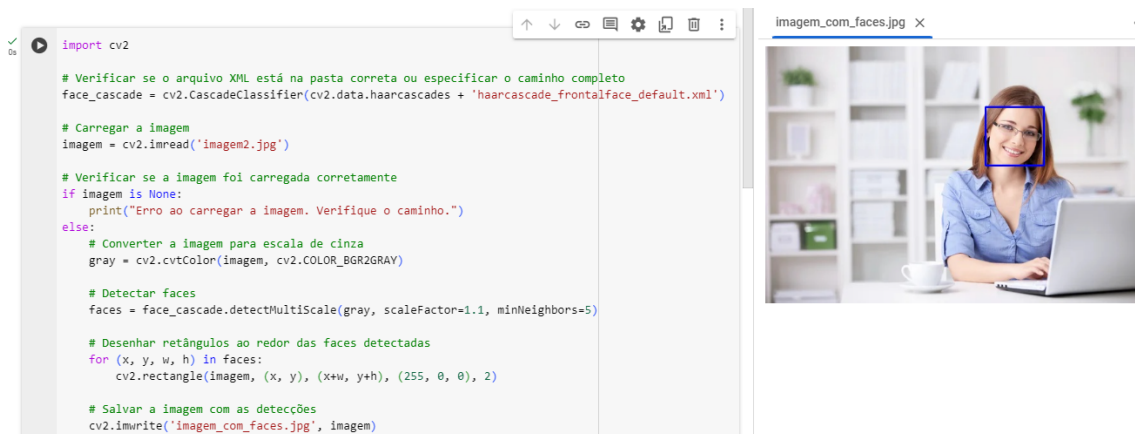 imagem_com_faces.jpg
0s
import cv2
# Verificar se o arquivo XML está na pasta correta ou especificar o caminho completo
face_cascade = cv2.CascadeClassifier(cv2.data.haarcascades + 'haarcascade_frontalface_default.xml')
# Carregar a imagem
imagem = cv2.imread('imagem2.jpg')
# Verificar se a imagem foi carregada corretamente
if imagem is None:
    print("Erro ao carregar a imagem. Verifique o caminho.")
else:
    # Converter a imagem para escala de cinza
    gray = cv2.cvtColor(imagem, cv2.COLOR_BGR2GRAY)
    # Detectar faces
    faces = face_cascade.detectMultiScale(gray, scaleFactor=1.1, minNeighbors=5)
    # Desenhar retângulos ao redor das faces detectadas
    for (x, y, w, h) in faces:
        cv2.rectangle(imagem, (x, y), (x+w, y+h), (255, 0, 0), 2)
    # Salvar a imagem com as detecções
    cv2.imwrite('imagem_com_faces.jpg', imagem)